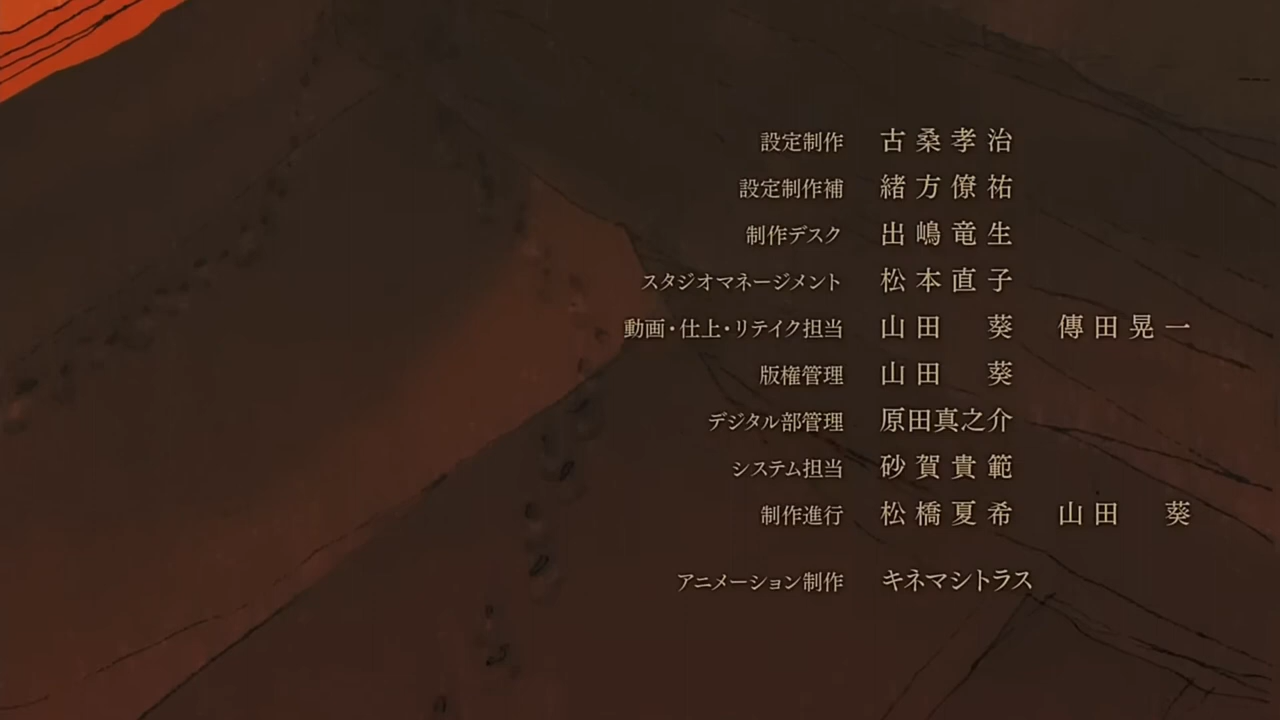 設定制作 古桑孝治
設定制作補 緒方僚祐
制作デスク 出嶋竜生
スタジオマネージメント 松本直子
動画・仕上・リテイク担当 山田 葵 傳田晃一
版権管理 山田 葵
デジタル部管理 原田真之介
システム担当 砂賀貴範
制作進行 松橋夏希 山田 葵
アニメーション制作 キネマシトラス